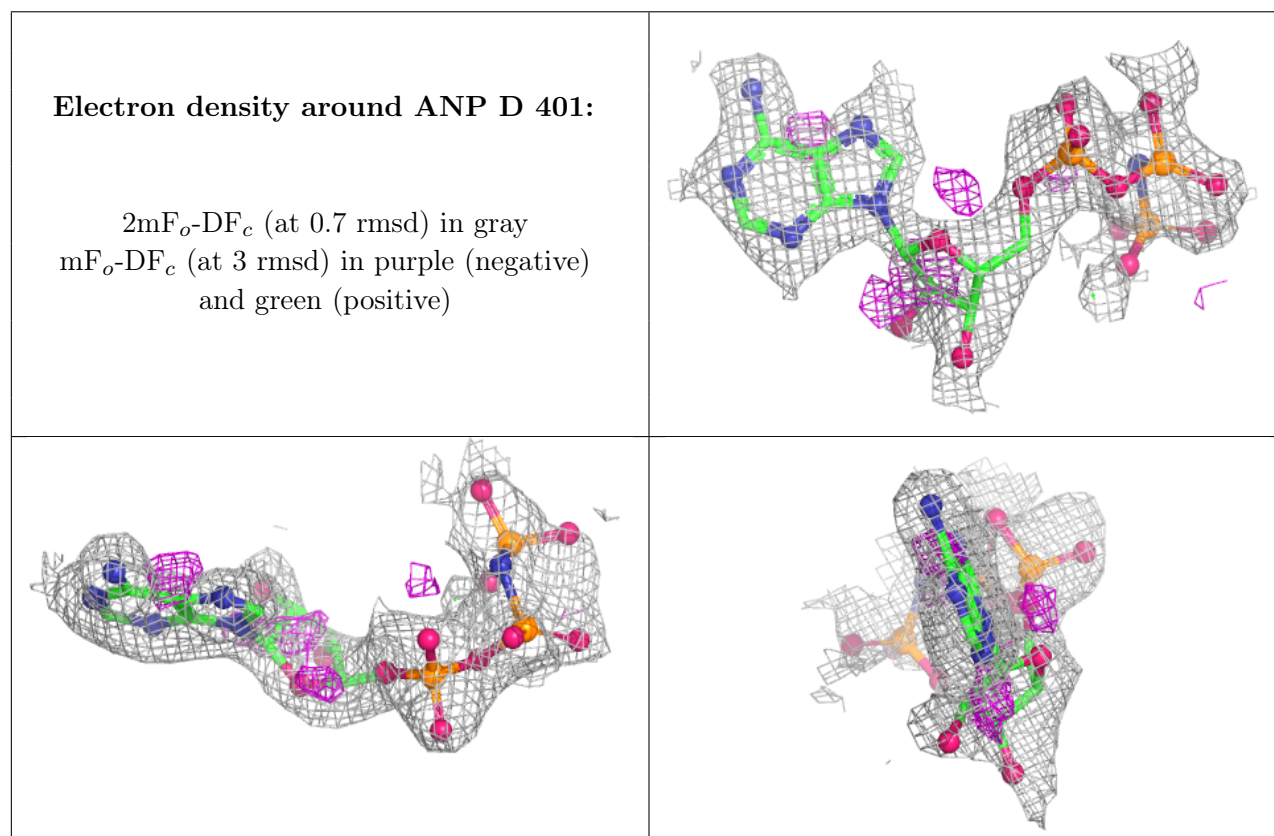 Electron density around ANP D 401:
2mFo-DFc (at 0.7 rmsd) in gray
mFo-DFc (at 3 rmsd) in purple (negative)
and green (positive)